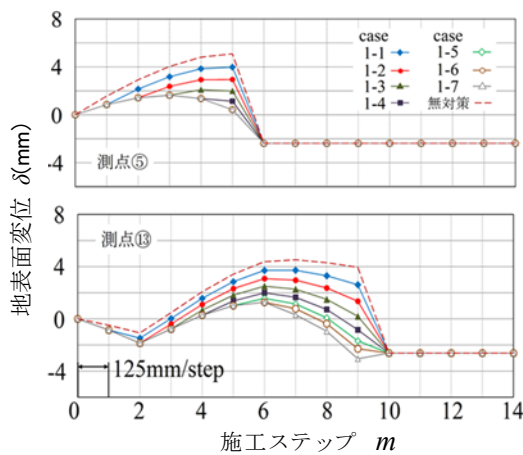 地表面変位 δ(mm)
8
4
0
-4
測点⑤
case case
1-1 1-5
1-2 1-6
1-3 1-7
1-4 無対策
8
4
0
-4
測点⑬
125mm/step
0 2 4 6 8 10 12 14
施工ステップ m